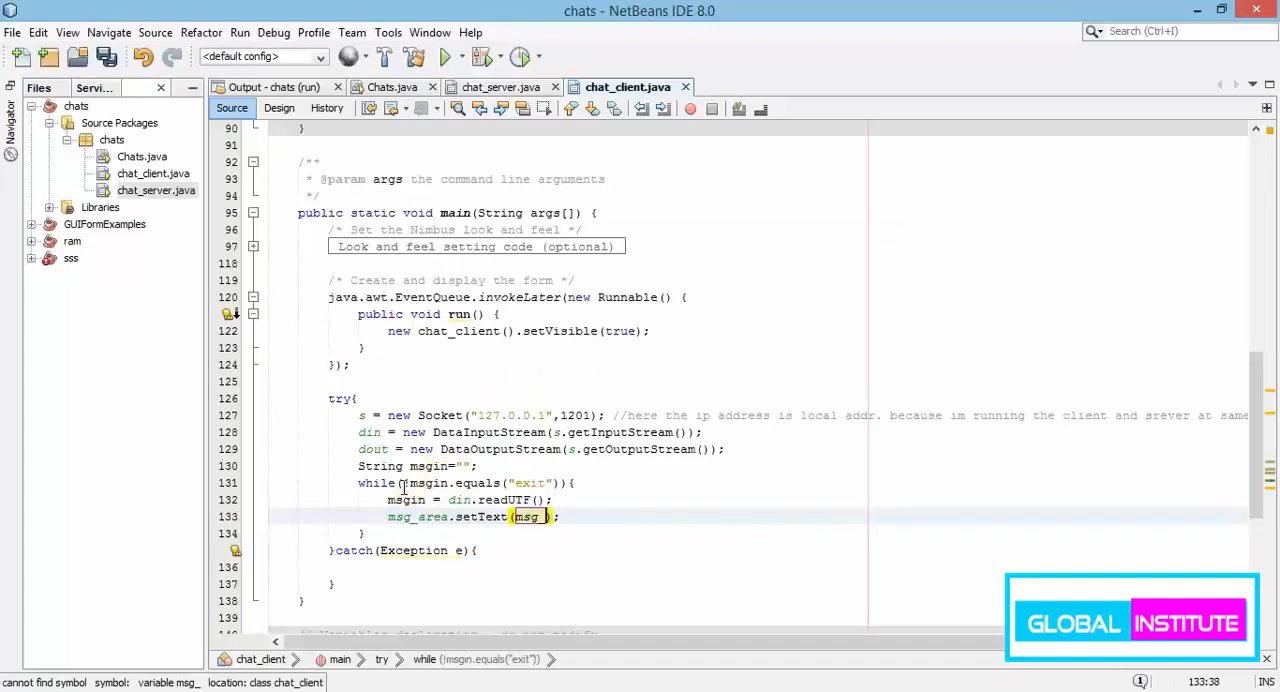 chats - NetBeans IDE 8.0
File Edit View Navigate Source Refactor Run Debug Profile Team Tools Window Help
Search (Ctrl+I)
<default config>
Files Servi...
Output - chats (run) Chats.java chat_server.java chat_client.java
Source Design History
Navigator
chats
Source Packages
chats
Chats.java
chat_client.java
chat_server.java
Libraries
GUIFormExamples
ram
sss
90 }
91
92 /**
93 * @param args the command line arguments
94 */
95 public static void main(String args[]) {
96 /* Set the Nimbus look and feel */
97 Look and feel setting code (optional)
118
119 /* Create and display the form */
120 java.awt.EventQueue.invokeLater(new Runnable() {
public void run() {
122 new chat_client().setVisible(true);
123 }
124 });
125
126 try{
127 s = new Socket("127.0.0.1",1201); //here the ip address is local addr. because im running the client and srever at same
128 din = new DataInputStream(s.getInputStream());
129 dout = new DataOutputStream(s.getOutputStream());
130 String msgin="";
131 while(!msgin.equals("exit")){
132 msgin = din.readUTF();
133 msg_area.setText(msg_);
134 }
}catch(Exception e){
136
137 }
138 }
139
// Variables declaration - do not modify
GLOBAL INSTITUTE
chat_client main try while (!msgin.equals("exit"))
cannot find symbol symbol: variable msg_ location: class chat_client 1 133:38 INS